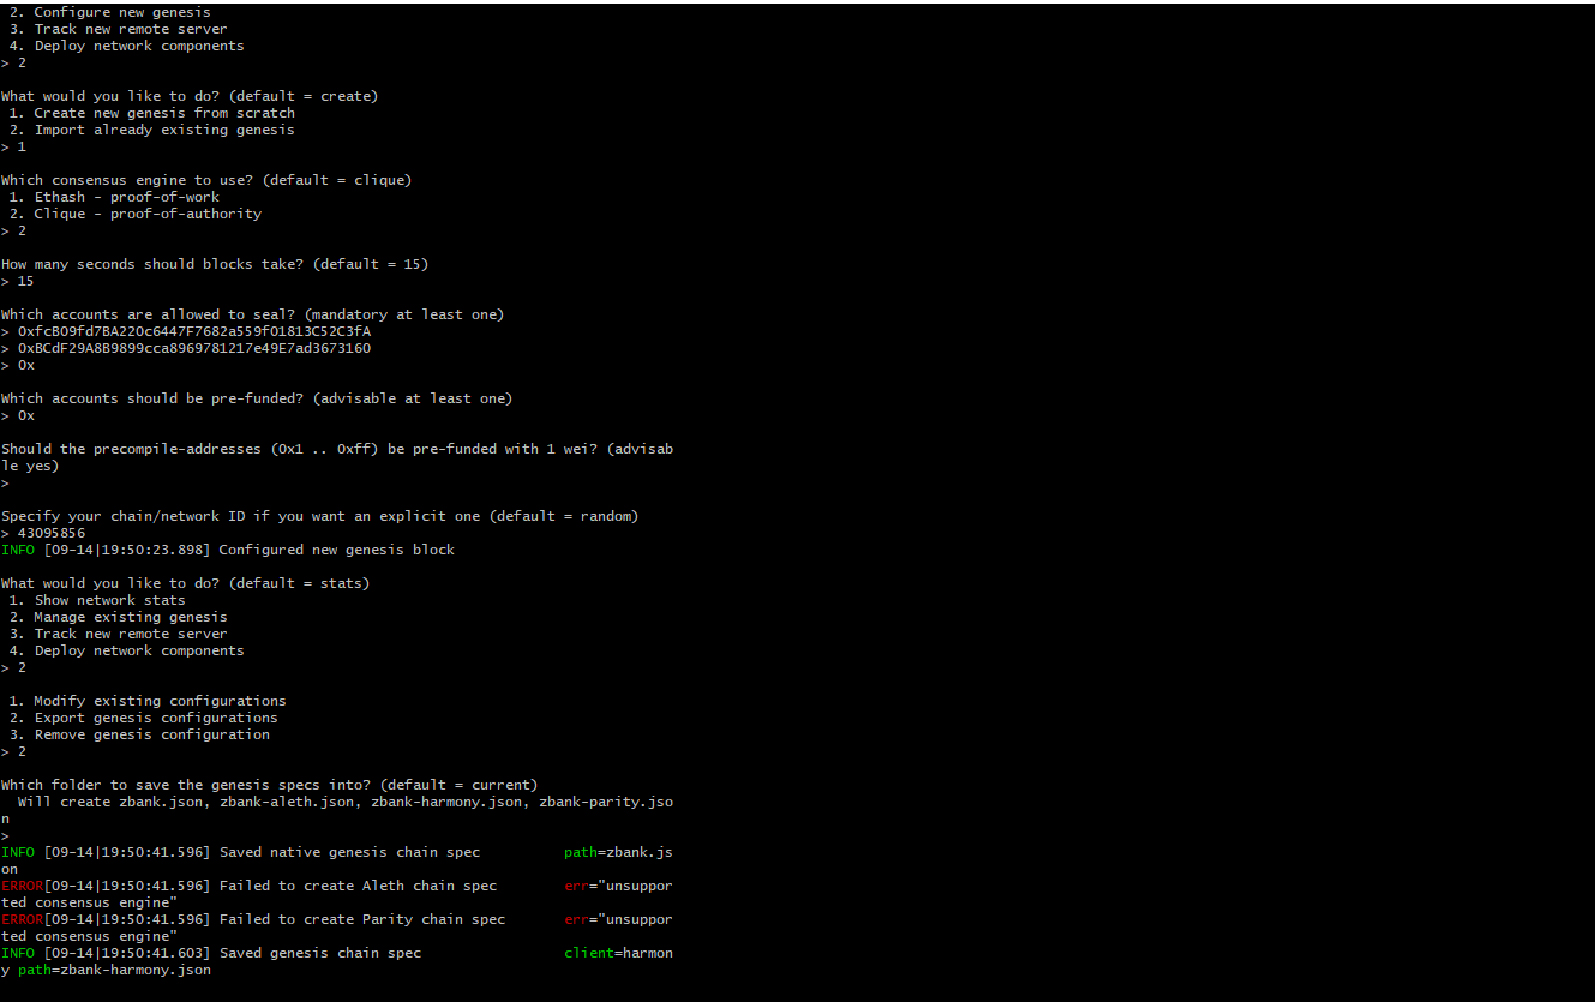 2. Configure new genesis
3. Track new remote server
4. Deploy network components
> 2
What would you like to do? (default = create)
1. Create new genesis from scratch
2. Import already existing genesis
> 1
Which consensus engine to use? (default = clique)
1. Ethash - proof-of-work
2. Clique - proof-of-authority
> 2
How many seconds should blocks take? (default = 15)
> 15
Which accounts are allowed to seal? (mandatory at least one)
> 0xfcB09fd7BA220c6447F7682a559f01813C52C3fA
> 0xBCdF29A8B9899cca8969781217e49E7ad3673160
> 0x
Which accounts should be pre-funded? (advisable at least one)
> 0x
Should the precompile-addresses (0x1 .. 0xff) be pre-funded with 1 wei? (advisab
le yes)
>
Specify your chain/network ID if you want an explicit one (default = random)
> 43095856
INFO [09-14|19:50:23.898] Configured new genesis block
What would you like to do? (default = stats)
1. Show network stats
2. Manage existing genesis
3. Track new remote server
4. Deploy network components
> 2
1. Modify existing configurations
2. Export genesis configurations
3. Remove genesis configuration
> 2
Which folder to save the genesis specs into? (default = current)
Will create zbank.json, zbank-aleth.json, zbank-harmony.json, zbank-parity.jso
n
>
INFO [09-14|19:50:41.596] Saved native genesis chain spec path=zbank.js
on
ERROR[09-14|19:50:41.596] Failed to create Aleth chain spec err="unsuppor
ted consensus engine"
ERROR[09-14|19:50:41.596] Failed to create Parity chain spec err="unsuppor
ted consensus engine"
INFO [09-14|19:50:41.603] Saved genesis chain spec client=harmon
y path=zbank-harmony.json